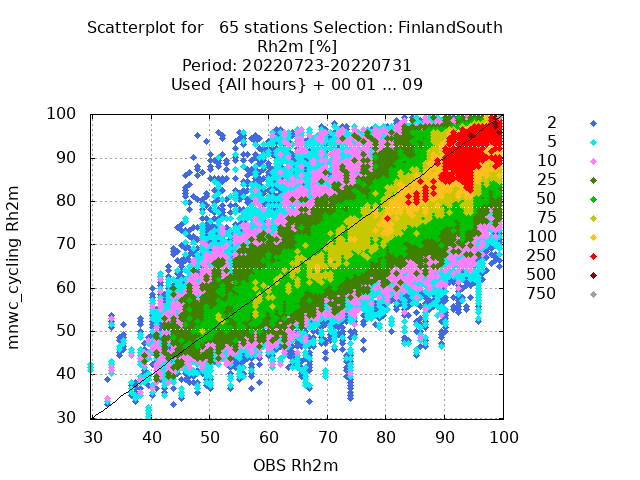 Scatterplot for   65 stations Selection: FinlandSouth
Rh2m [%]
Period: 20220723-20220731
Used {All hours} + 00 01 ... 09
100
90
80
70
60
50
40
30
mnwc_cycling Rh2m
30 40 50 60 70 80 90 100
OBS Rh2m
2
5
10
25
50
75
100
250
500
750